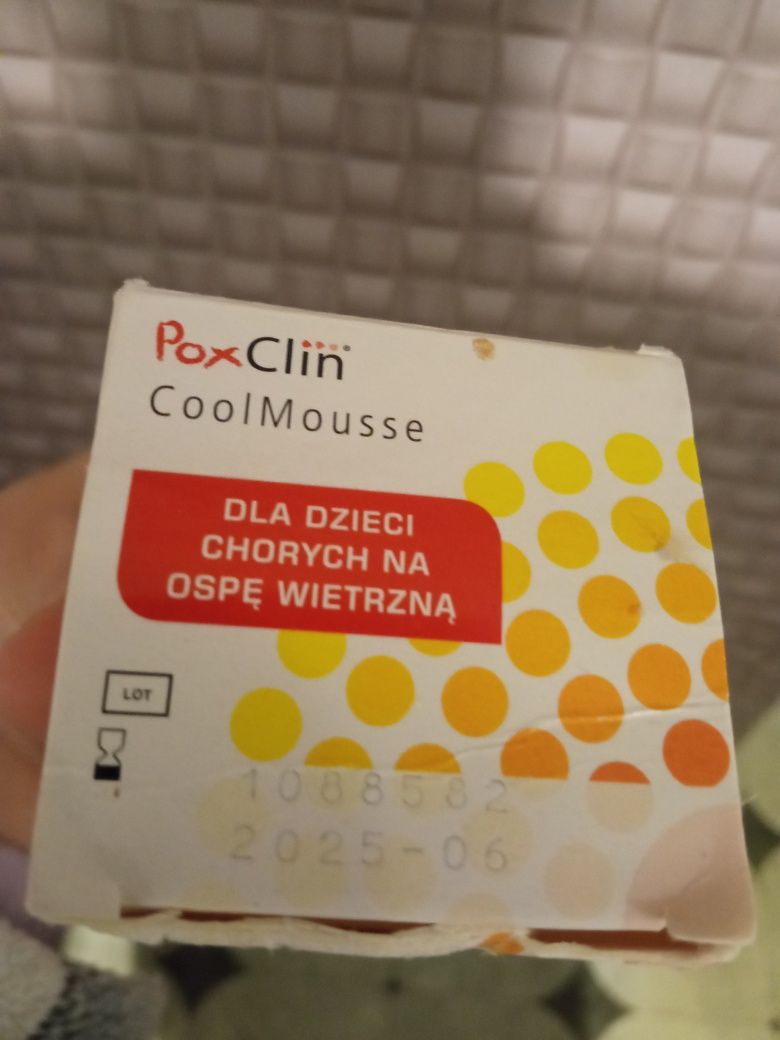 PoxClin®
CoolMousse
DLA DZIECI
CHORYCH NA
OSPĘ WIETRZNĄ
LOT
1088582
2025-06